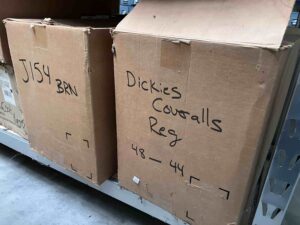 J154
BRN
Dickies
Coveralls
Reg
48 — 44